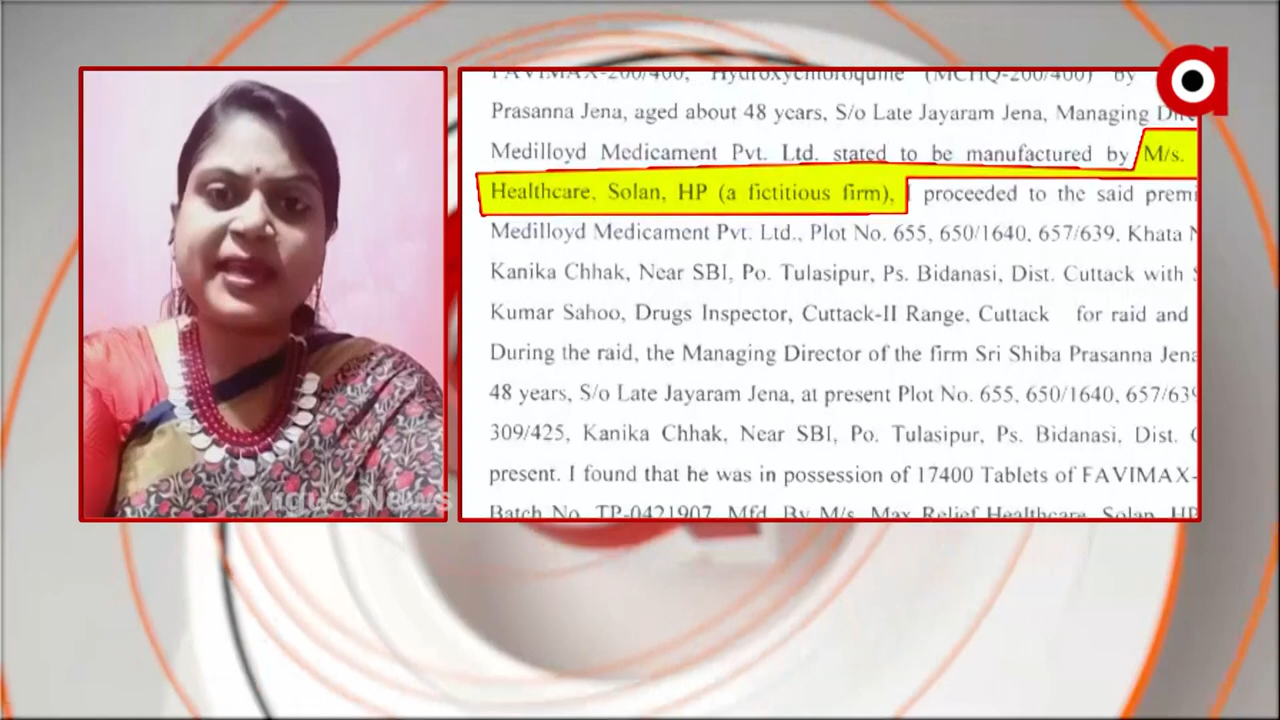 FAVIMAX-200/400, Hydroxychloroquine (MCHQ-200/400) by
Prasanna Jena, aged about 48 years, S/o Late Jayaram Jena, Managing
Medilloyd Medicament Pvt. Ltd. stated to be manufactured by M/s.
Healthcare, Solan, HP (a fictitious firm), I proceeded to the said premi
Medilloyd Medicament Pvt. Ltd., Plot No. 655, 650/1640, 657/639, Khata
Kanika Chhak, Near SBI, Po. Tulasipur, Ps. Bidanasi, Dist. Cuttack with
Kumar Sahoo, Drugs Inspector, Cuttack-II Range, Cuttack for raid and
During the raid, the Managing Director of the firm Sri Shiba Prasanna Jena
48 years, S/o Late Jayaram Jena, at present Plot No. 655, 650/1640, 657/639
309/425, Kanika Chhak, Near SBI, Po. Tulasipur, Ps. Bidanasi, Dist.
present. I found that he was in possession of 17400 Tablets of FAVIMAX-
Batch No. TP-0421907, Mfd. By M/s. Max Relief Healthcare, Solan, HP
Argus News